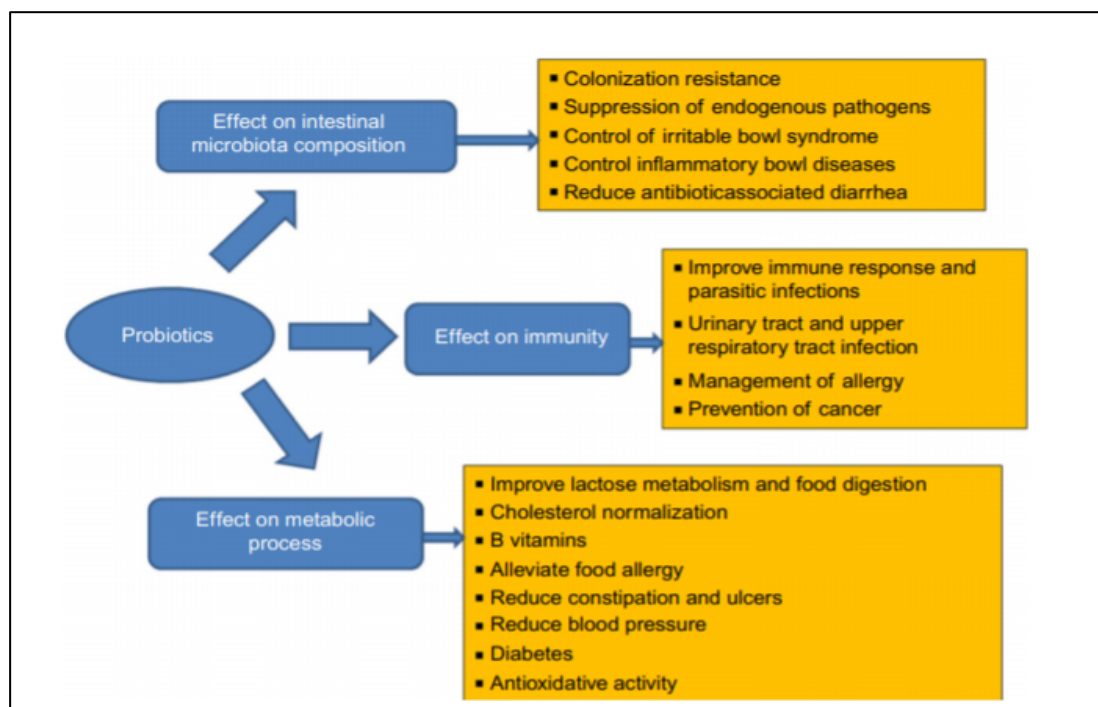 Effect on intestinal
microbiota composition
▪ Colonization resistance
▪ Suppression of endogenous pathogens
▪ Control of irritable bowl syndrome
▪ Control inflammatory bowl diseases
▪ Reduce antibioticassociated diarrhea
Probiotics
Effect on immunity
▪ Improve immune response and
parasitic infections
▪ Urinary tract and upper
respiratory tract infection
▪ Management of allergy
▪ Prevention of cancer
Effect on metabolic
process
▪ Improve lactose metabolism and food digestion
▪ Cholesterol normalization
▪ B vitamins
▪ Alleviate food allergy
▪ Reduce constipation and ulcers
▪ Reduce blood pressure
▪ Diabetes
▪ Antioxidative activity